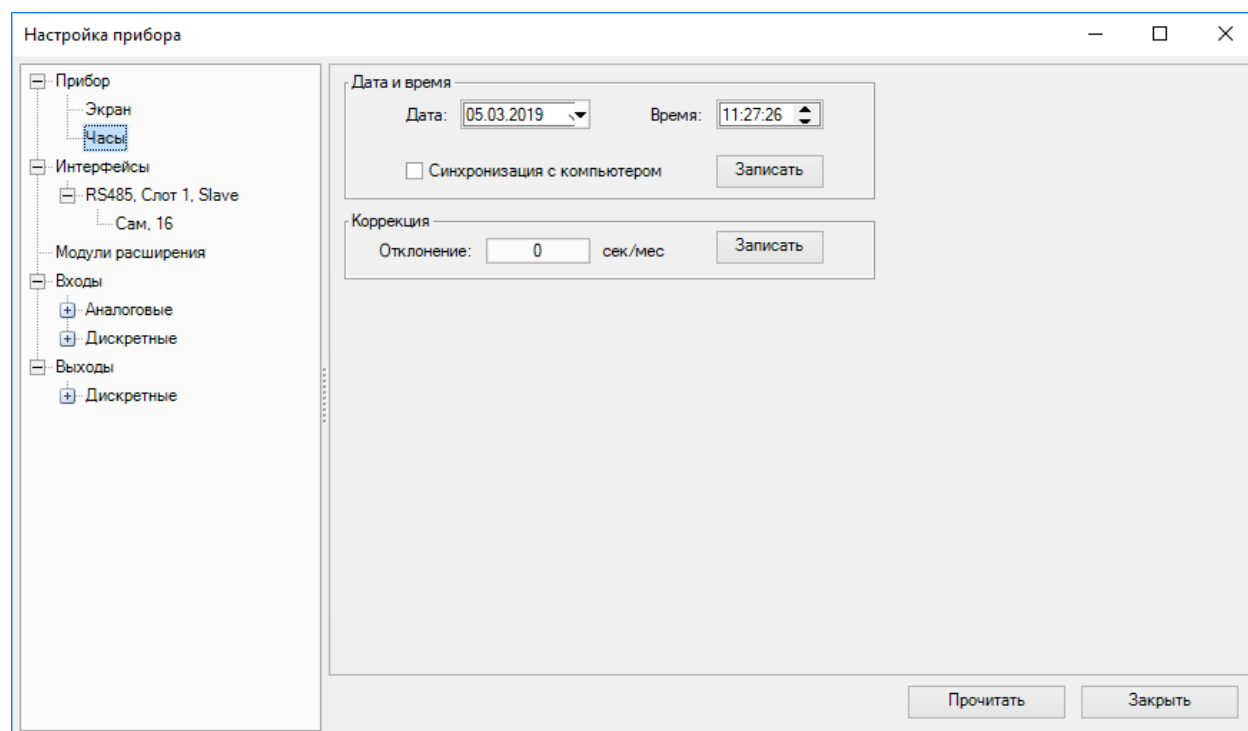 Настройка прибора
Прибор
Экран
Часы
Интерфейсы
RS485, Слот 1, Slave
Сам, 16
Модули расширения
Входы
Аналоговые
Дискретные
Выходы
Дискретные
Дата и время
Дата: 05.03.2019 Время: 11:27:26
Синхронизация с компьютером Записать
Коррекция
Отклонение: 0 сек/мес Записать
Прочитать Закрыть